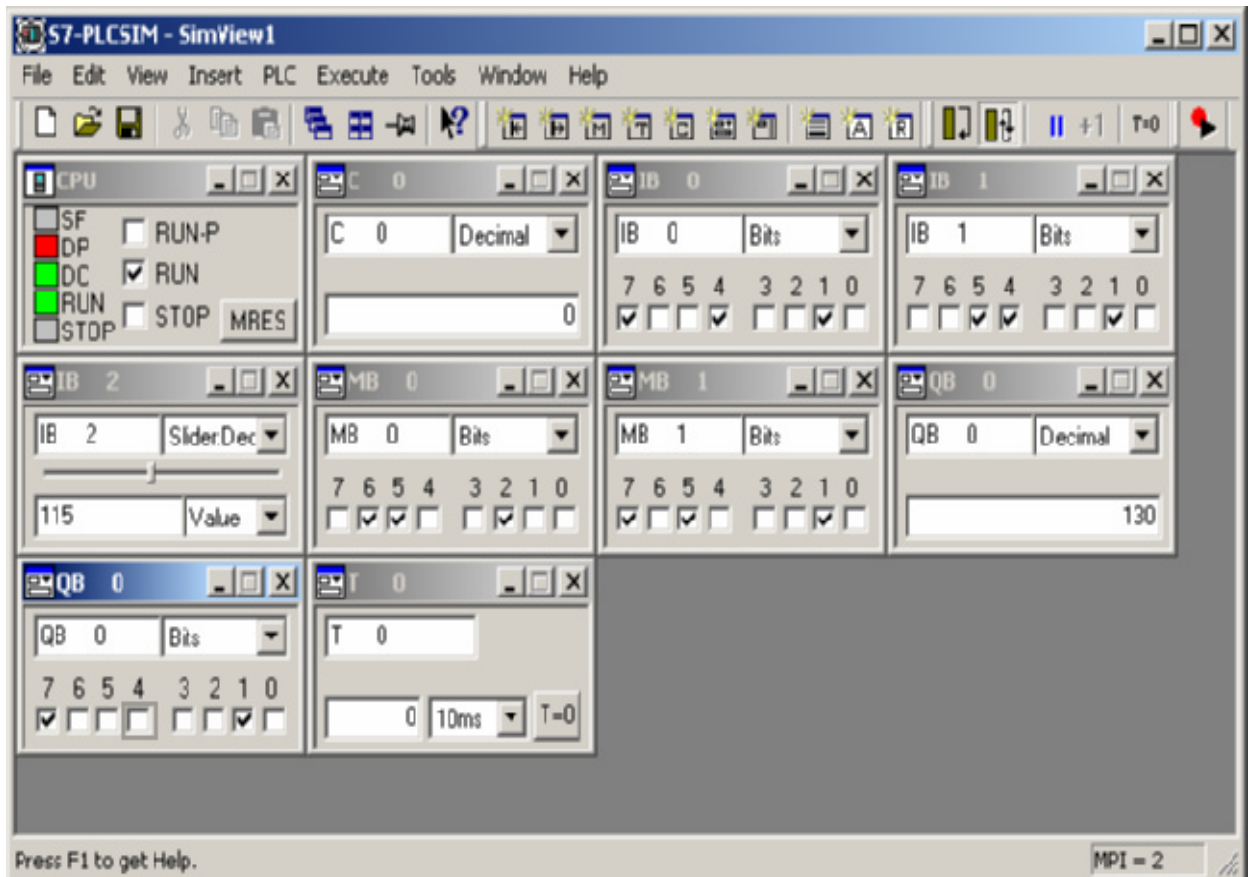 S7-PLCSIM - SimView1
File Edit View Insert PLC Execute Tools Window Help
M T C A R +1 T=0
CPU
SF
DP
DC
RUN
STOP
RUN-P
RUN
STOP
MRES
C 0
C 0 Decimal
0
IB 0
IB 0 Bits
7 6 5 4 3 2 1 0
IB 1
IB 1 Bits
7 6 5 4 3 2 1 0
IB 2
IB 2 Slider:Dec
115 Value
MB 0
MB 0 Bits
7 6 5 4 3 2 1 0
MB 1
MB 1 Bits
7 6 5 4 3 2 1 0
QB 0
QB 0 Decimal
130
QB 0
QB 0 Bits
7 6 5 4 3 2 1 0
T 0
T 0
0 10ms T=0
Press F1 to get Help.
MPI = 2